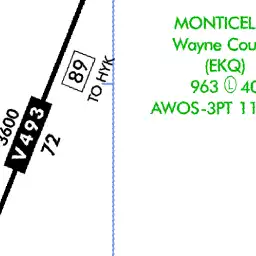 MONTICEL
Wayne Cou
(EKQ)
963 Ⓛ 40
AWOS-3PT 11
89
TO HYK
3600
V493
72